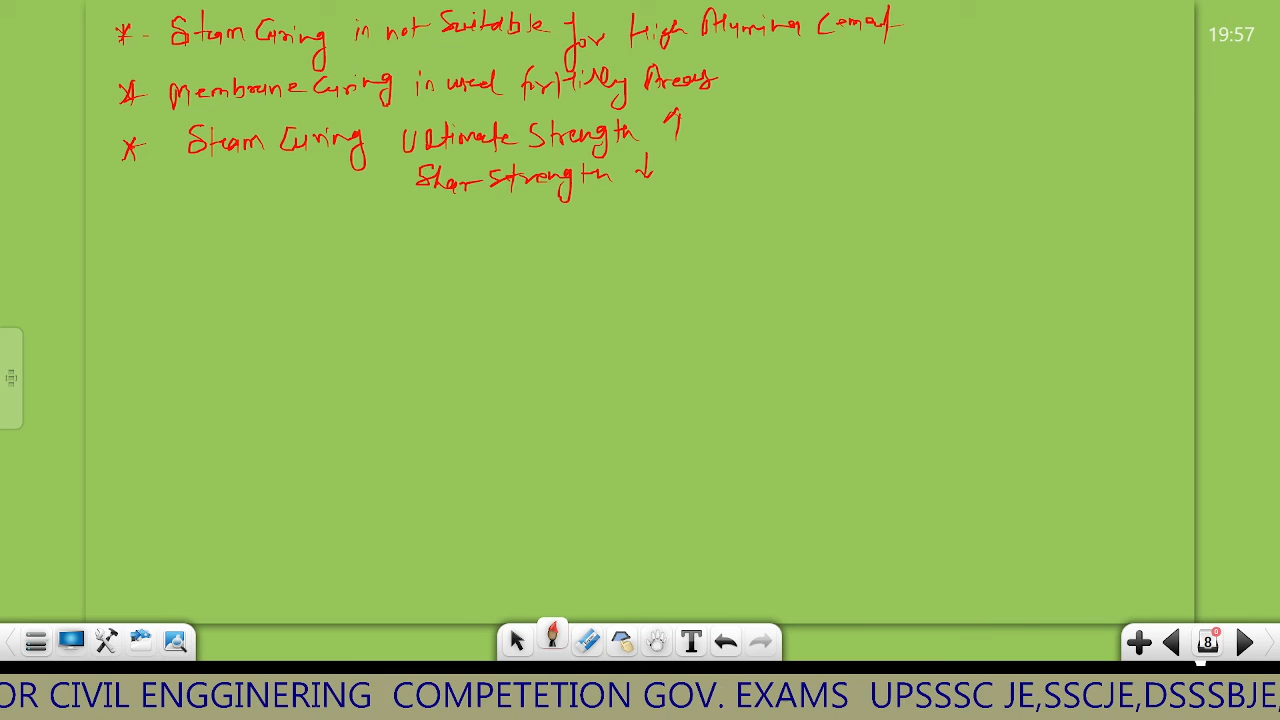 * - Steam Curing is not Suitable for High Alumina Cement
19:57
* Membrane Curing is used for Hilly Areas
* Steam Curing Ultimate Strength ↑
Shear Strength ↓
T
8
OR CIVIL ENGGINERING COMPETETION GOV. EXAMS UPSSSC JE,SSCJE,DSSSBJE,